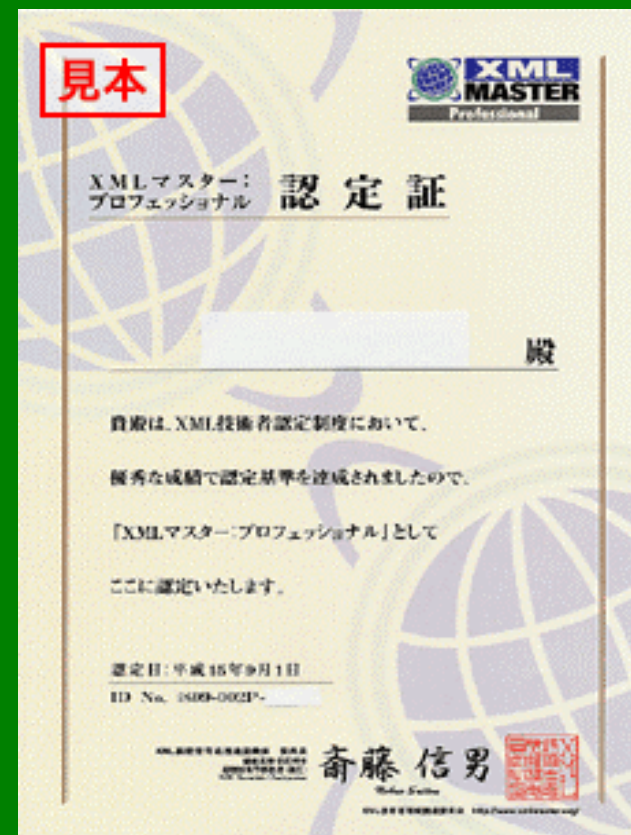 見本
XML
MASTER
Professional
XMLマスター:
プロフェッショナル 認定証
殿
貴殿は、XML技術者認定制度において、
優秀な成績で認定基準を達成されましたので、
「XMLマスター:プロフェッショナル」として
ここに認定いたします。
認定日:平成15年9月1日
ID No.
斎藤 信男
Nobuo Saito